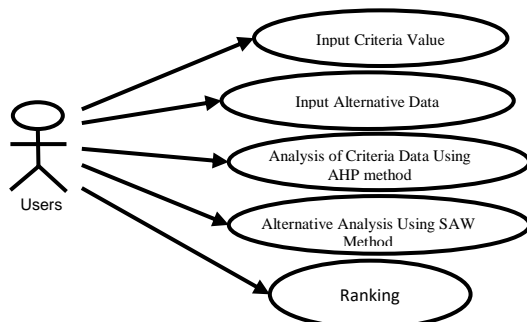 Input Criteria Value
Input Alternative Data
Analysis of Criteria Data Using
AHP method
Users
Alternative Analysis Using SAW
Method
Ranking